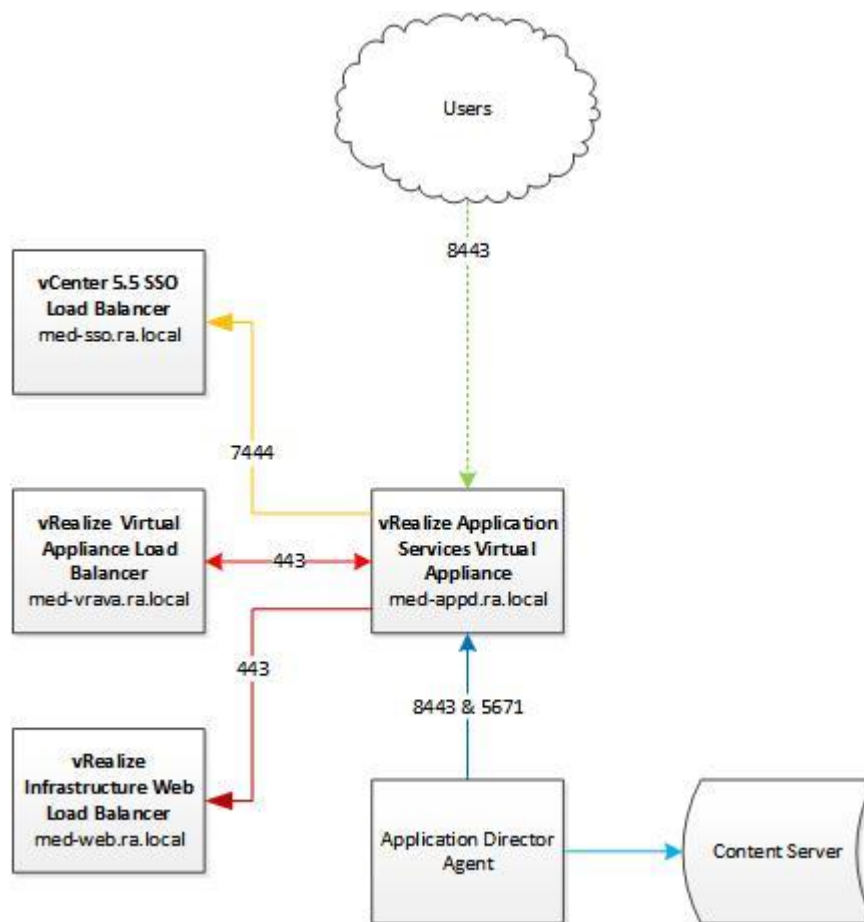 Users
8443
vCenter 5.5 SSO
Load Balancer
med-sso.ra.local
7444
vRealize Virtual
Appliance Load
Balancer
med-vrava.ra.local
443
vRealize Application
Services Virtual
Appliance
med-appd.ra.local
443
8443 & 5671
vRealize
Infrastructure Web
Load Balancer
med-web.ra.local
Application Director
Agent
Content Server